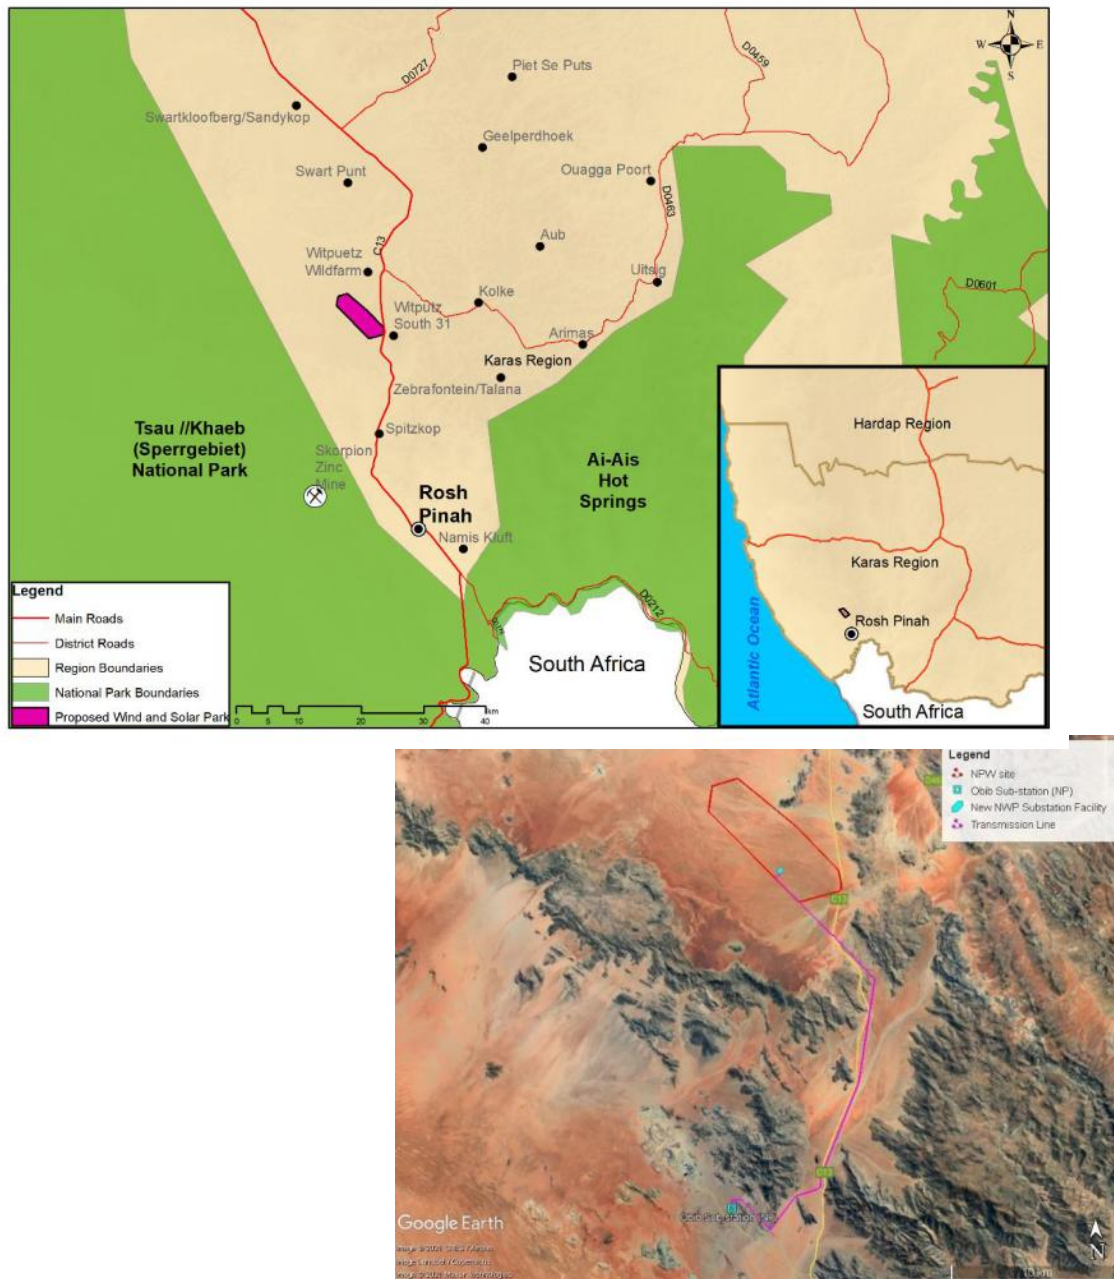 N
W
E
S
D0727
D0459
Piet Se Puts
Swartkloofberg/Sandykop
Geelperdhoek
Swart Punt
Ouagga Poort
D0463
C13
Aub
Witpuetz
Wildfarm
Uitsig
D0601
Kolke
Witputz
South 31
Arimas
Karas Region
Zebrafontein/Talana
Tsau //Khaeb
(Sperrgebiet)
National Park
Spitzkop
Skorpion
Zinc
Mine
Ai-Ais
Hot
Springs
Rosh
Pinah
Namis Kluft
D0212
South Africa
Legend
Main Roads
District Roads
Region Boundaries
National Park Boundaries
Proposed Wind and Solar Park
0 5 10 20 30 40
km
Hardap Region
Karas Region
Rosh Pinah
Atlantic Ocean
South Africa
Legend
NPW site
Obib Sub-station (NP)
New NWP Substation Facility
Transmission Line
C13
C13
Obib Sub-station (NP)
Google Earth
N